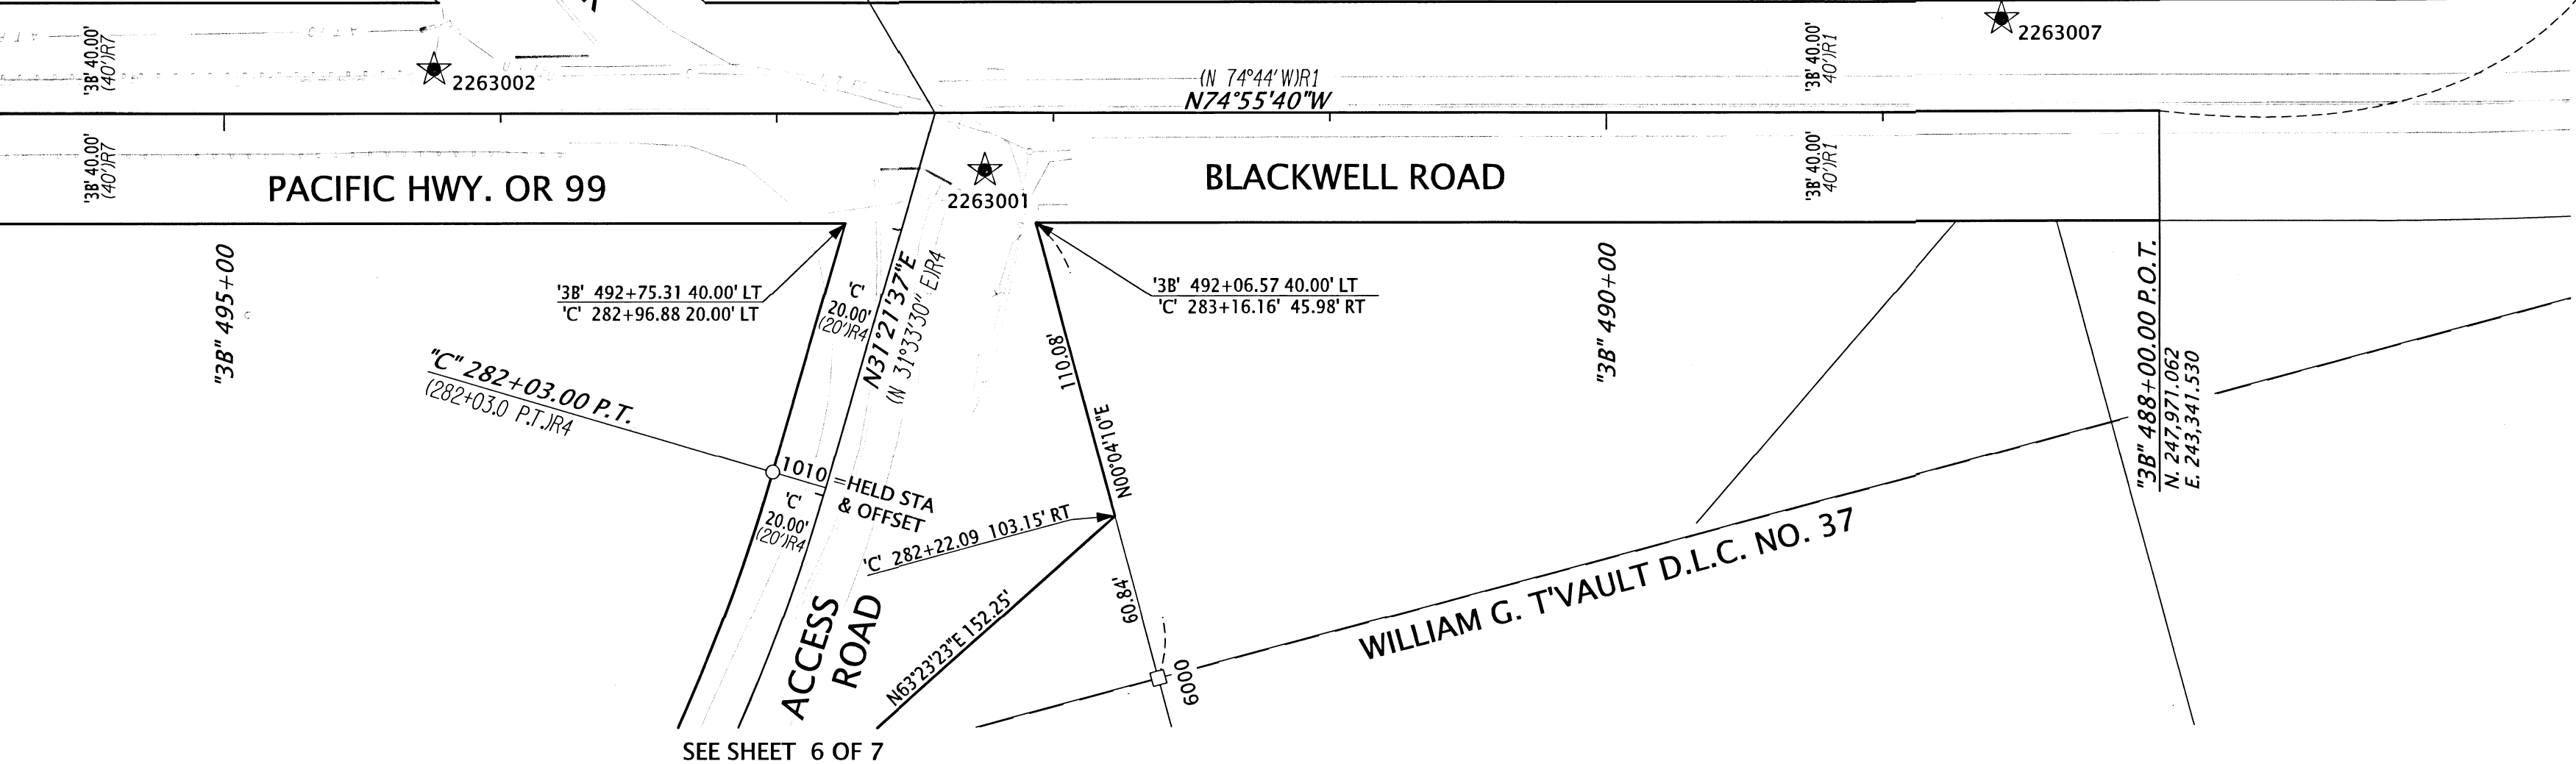 '3B' 40.00'
(40')R7
2263002
(N 74°44' W)R1
N74°55'40"W
'3B' 40.00'
40')R1
2263007
'3B' 40.00'
(40')R7
PACIFIC HWY. OR 99
2263001
BLACKWELL ROAD
'3B' 40.00'
40')R1
"3B" 495+00
'3B' 492+75.31 40.00' LT
'C' 282+96.88 20.00' LT
'C'
20.00'
(20')R4
N31°21'37"E
(N 31°33'30" E)R4
'3B' 492+06.57 40.00' LT
'C' 283+16.16' 45.98' RT
"3B" 490+00
"3B" 488+00.00 P.O.T.
N. 247,971.062
E. 243,341.530
"C" 282+03.00 P.T.
(282+03.0 P.T.)R4
110.08'
N00°04'10"E
1010
=HELD STA
& OFFSET
'C'
20.00'
(20')R4
'C' 282+22.09 103.15' RT
60.84'
N63°23'23"E 152.25'
ACCESS
ROAD
6000
WILLIAM G. T'VAULT D.L.C. NO. 37
SEE SHEET 6 OF 7